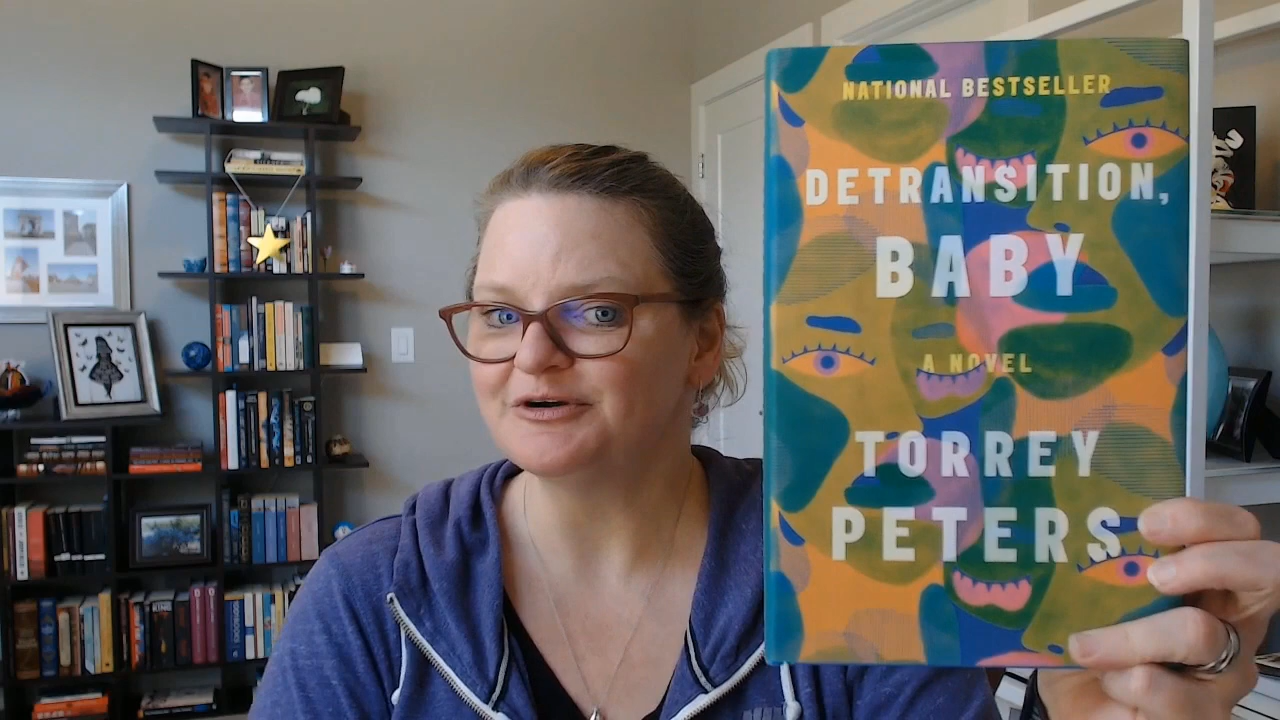 NATIONAL BESTSELLER
DETRANSITION,
BABY
A NOVEL
TORREY
PETERS